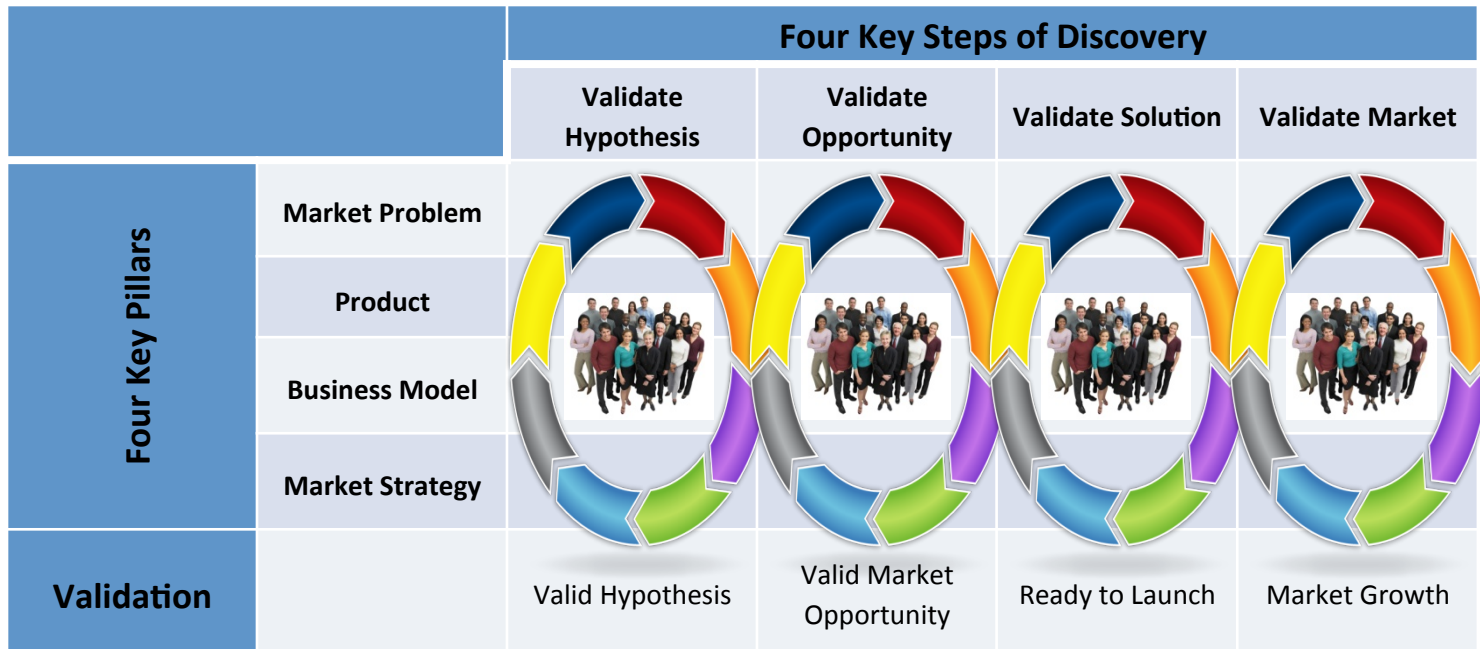 Four Key Steps of Discovery
Validate
Hypothesis
Validate
Opportunity
Validate Solution
Validate Market
Four Key Pillars
Market Problem
Product
Business Model
Market Strategy
Validation
Valid Hypothesis
Valid Market
Opportunity
Ready to Launch
Market Growth